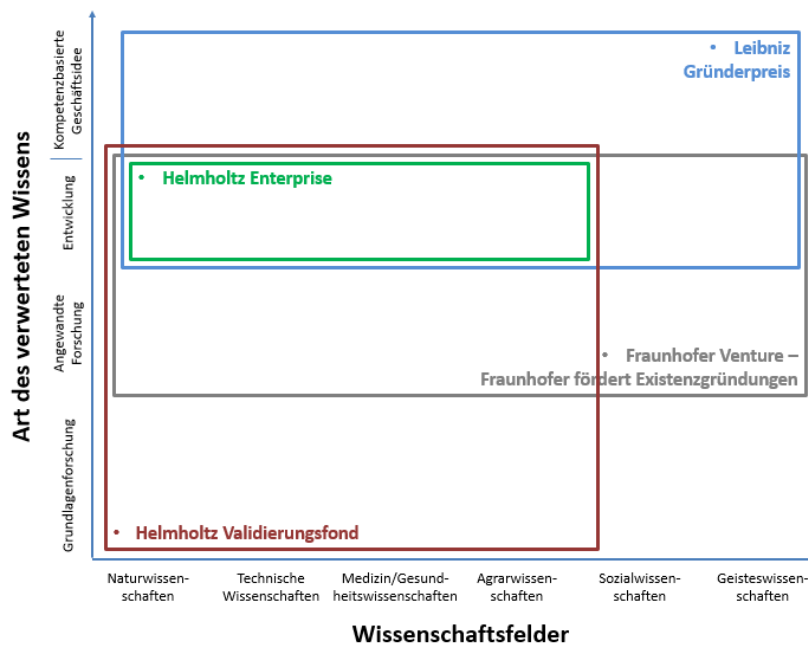 Art des verwerteten Wissens
Kompetenzbasierte
Geschäftsidee
Entwicklung
Angewandte
Forschung
Grundlagenforschung
• Leibniz
Gründerpreis
• Helmholtz Enterprise
• Fraunhofer Venture –
Fraunhofer fördert Existenzgründungen
• Helmholtz Validierungsfond
Naturwissen-
schaften
Technische
Wissenschaften
Medizin/Gesund-
heitswissenschaften
Agrarwissen-
schaften
Sozialwissen-
schaften
Geisteswissen-
schaften
Wissenschaftsfelder